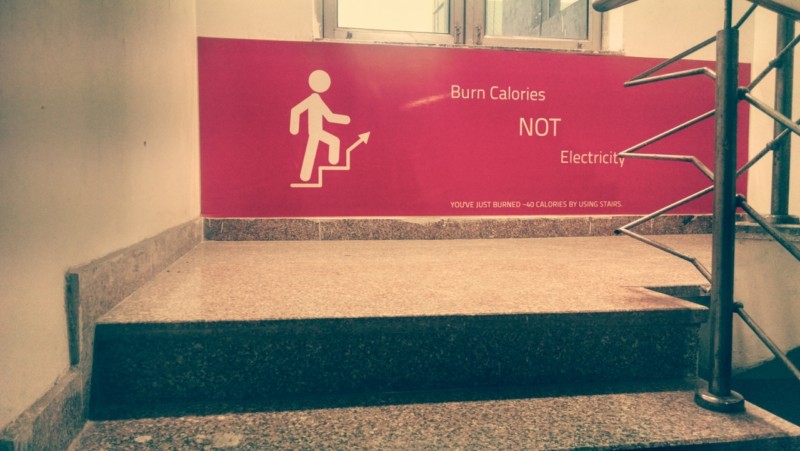 Burn Calories
NOT
Electricity
YOU'VE JUST BURNED ~40 CALORIES BY USING STAIRS.